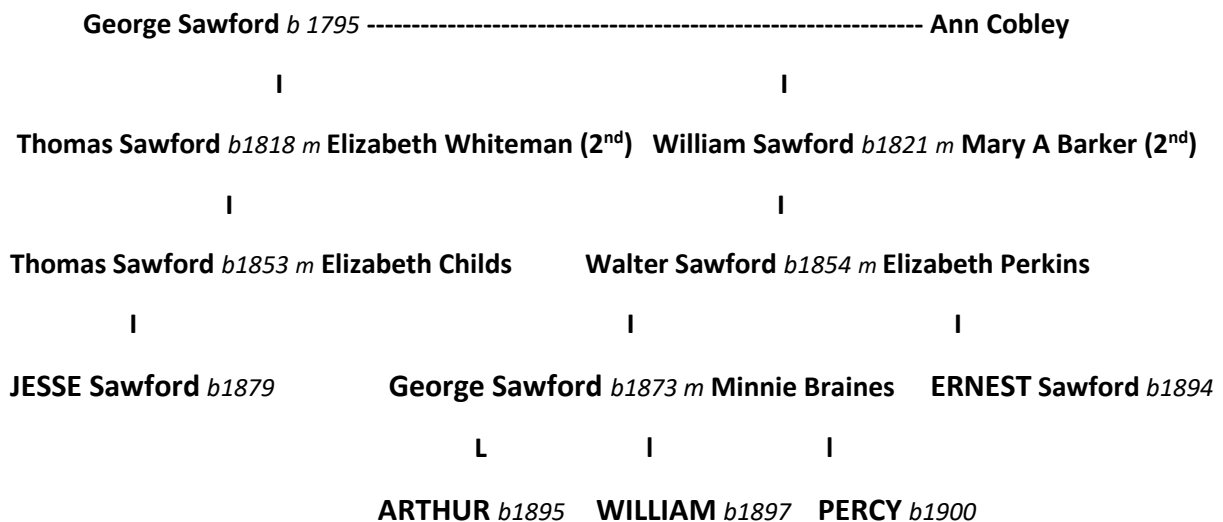 George Sawford b 1795 -------------------------------------------------------------- Ann Cobley
I I
Thomas Sawford b1818 m Elizabeth Whiteman (2nd) William Sawford b1821 m Mary A Barker (2nd)
I I
Thomas Sawford b1853 m Elizabeth Childs Walter Sawford b1854 m Elizabeth Perkins
I I I
JESSE Sawford b1879 George Sawford b1873 m Minnie Braines ERNEST Sawford b1894
L l l
ARTHUR b1895 WILLIAM b1897 PERCY b1900